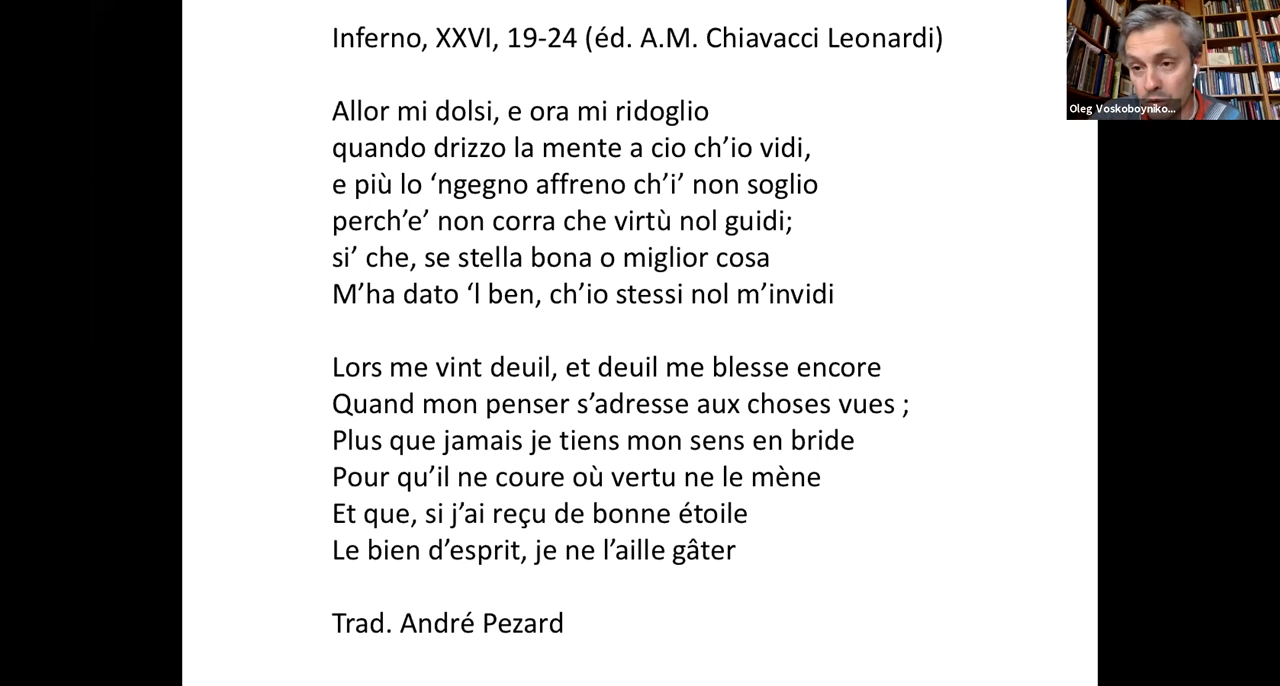 Inferno, XXVI, 19-24 (éd. A.M. Chiavacci Leonardi)
Allor mi dolsi, e ora mi ridoglio
quando drizzo la mente a cio ch’io vidi,
e più lo ‘ngegno affreno ch’i’ non soglio
perch’e’ non corra che virtù nol guidi;
si’ che, se stella bona o miglior cosa
M’ha dato ‘l ben, ch’io stessi nol m’invidi
Lors me vint deuil, et deuil me blesse encore
Quand mon penser s’adresse aux choses vues ;
Plus que jamais je tiens mon sens en bride
Pour qu’il ne coure où vertu ne le mène
Et que, si j’ai reçu de bonne étoile
Le bien d’esprit, je ne l’aille gâter
Trad. André Pezard
Oleg Voskoboyniko...